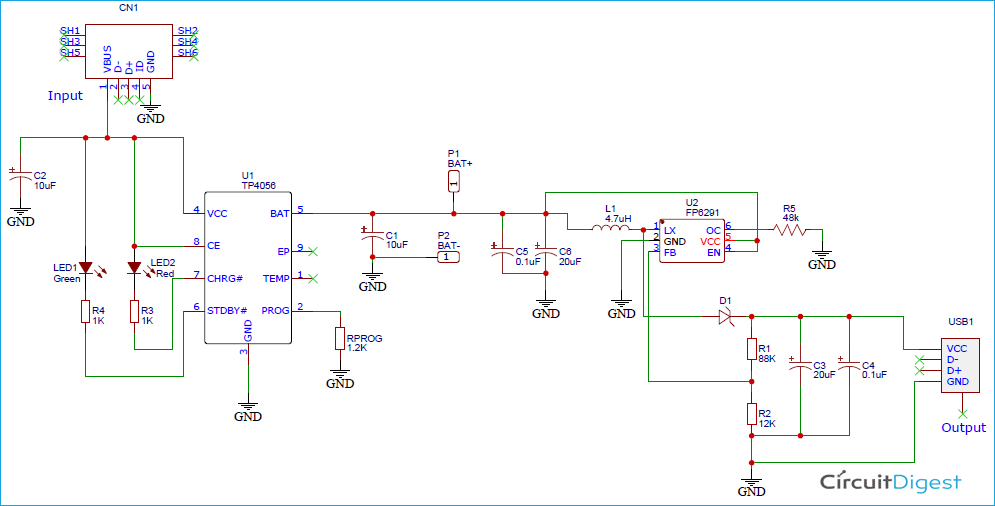 CN1
SH1
SH2
SH3
SH4
SH5
SH6
VBUS
D-
D+
ID
GND
1
2
3
4
5
Input
GND
C2
10uF
GND
U1
TP4056
4 VCC
BAT 5
8 CE
EP 9
7 CHRG#
TEMP 1
6 STDBY#
PROG 2
GND
3
GND
LED1
Green
LED2
Red
R4
1K
R3
1K
RPROG
1.2K
GND
P1
BAT+
1
P2
BAT-
1
C1
10uF
GND
C5
0.1uF
C6
20uF
GND
L1
4.7uH
U2
FP6291
1 LX
OC 6
2 GND
VCC 5
3 FB
EN 4
R5
48k
GND
GND
D1
R1
88K
R2
12K
C3
20uF
C4
0.1uF
GND
USB1
VCC
D-
D+
GND
Output
CircuitDigest